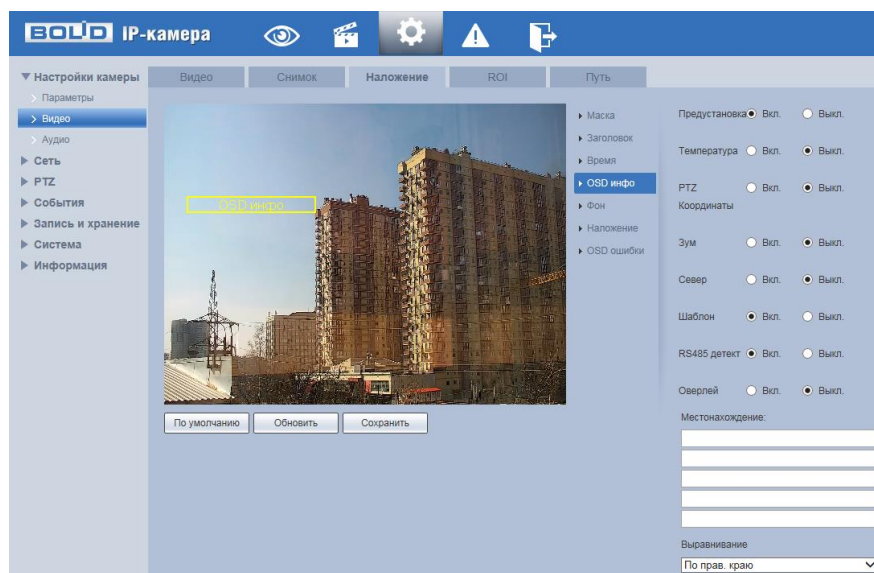 BOLID IP-камера
Настройки камеры
Параметры
Видео
Аудио
Сеть
PTZ
События
Запись и хранение
Система
Информация
Видео Снимок Наложение ROI Путь
OSD инфо
По умолчанию Обновить Сохранить
Маска
Заголовок
Время
OSD инфо
Фон
Наложение
OSD ошибки
Предустановка Вкл. Выкл.
Температура Вкл. Выкл.
PTZ Вкл. Выкл.
Координаты
Зум Вкл. Выкл.
Север Вкл. Выкл.
Шаблон Вкл. Выкл.
RS485 детект Вкл. Выкл.
Оверлей Вкл. Выкл.
Местонахождение:
Выравнивание
По прав. краю